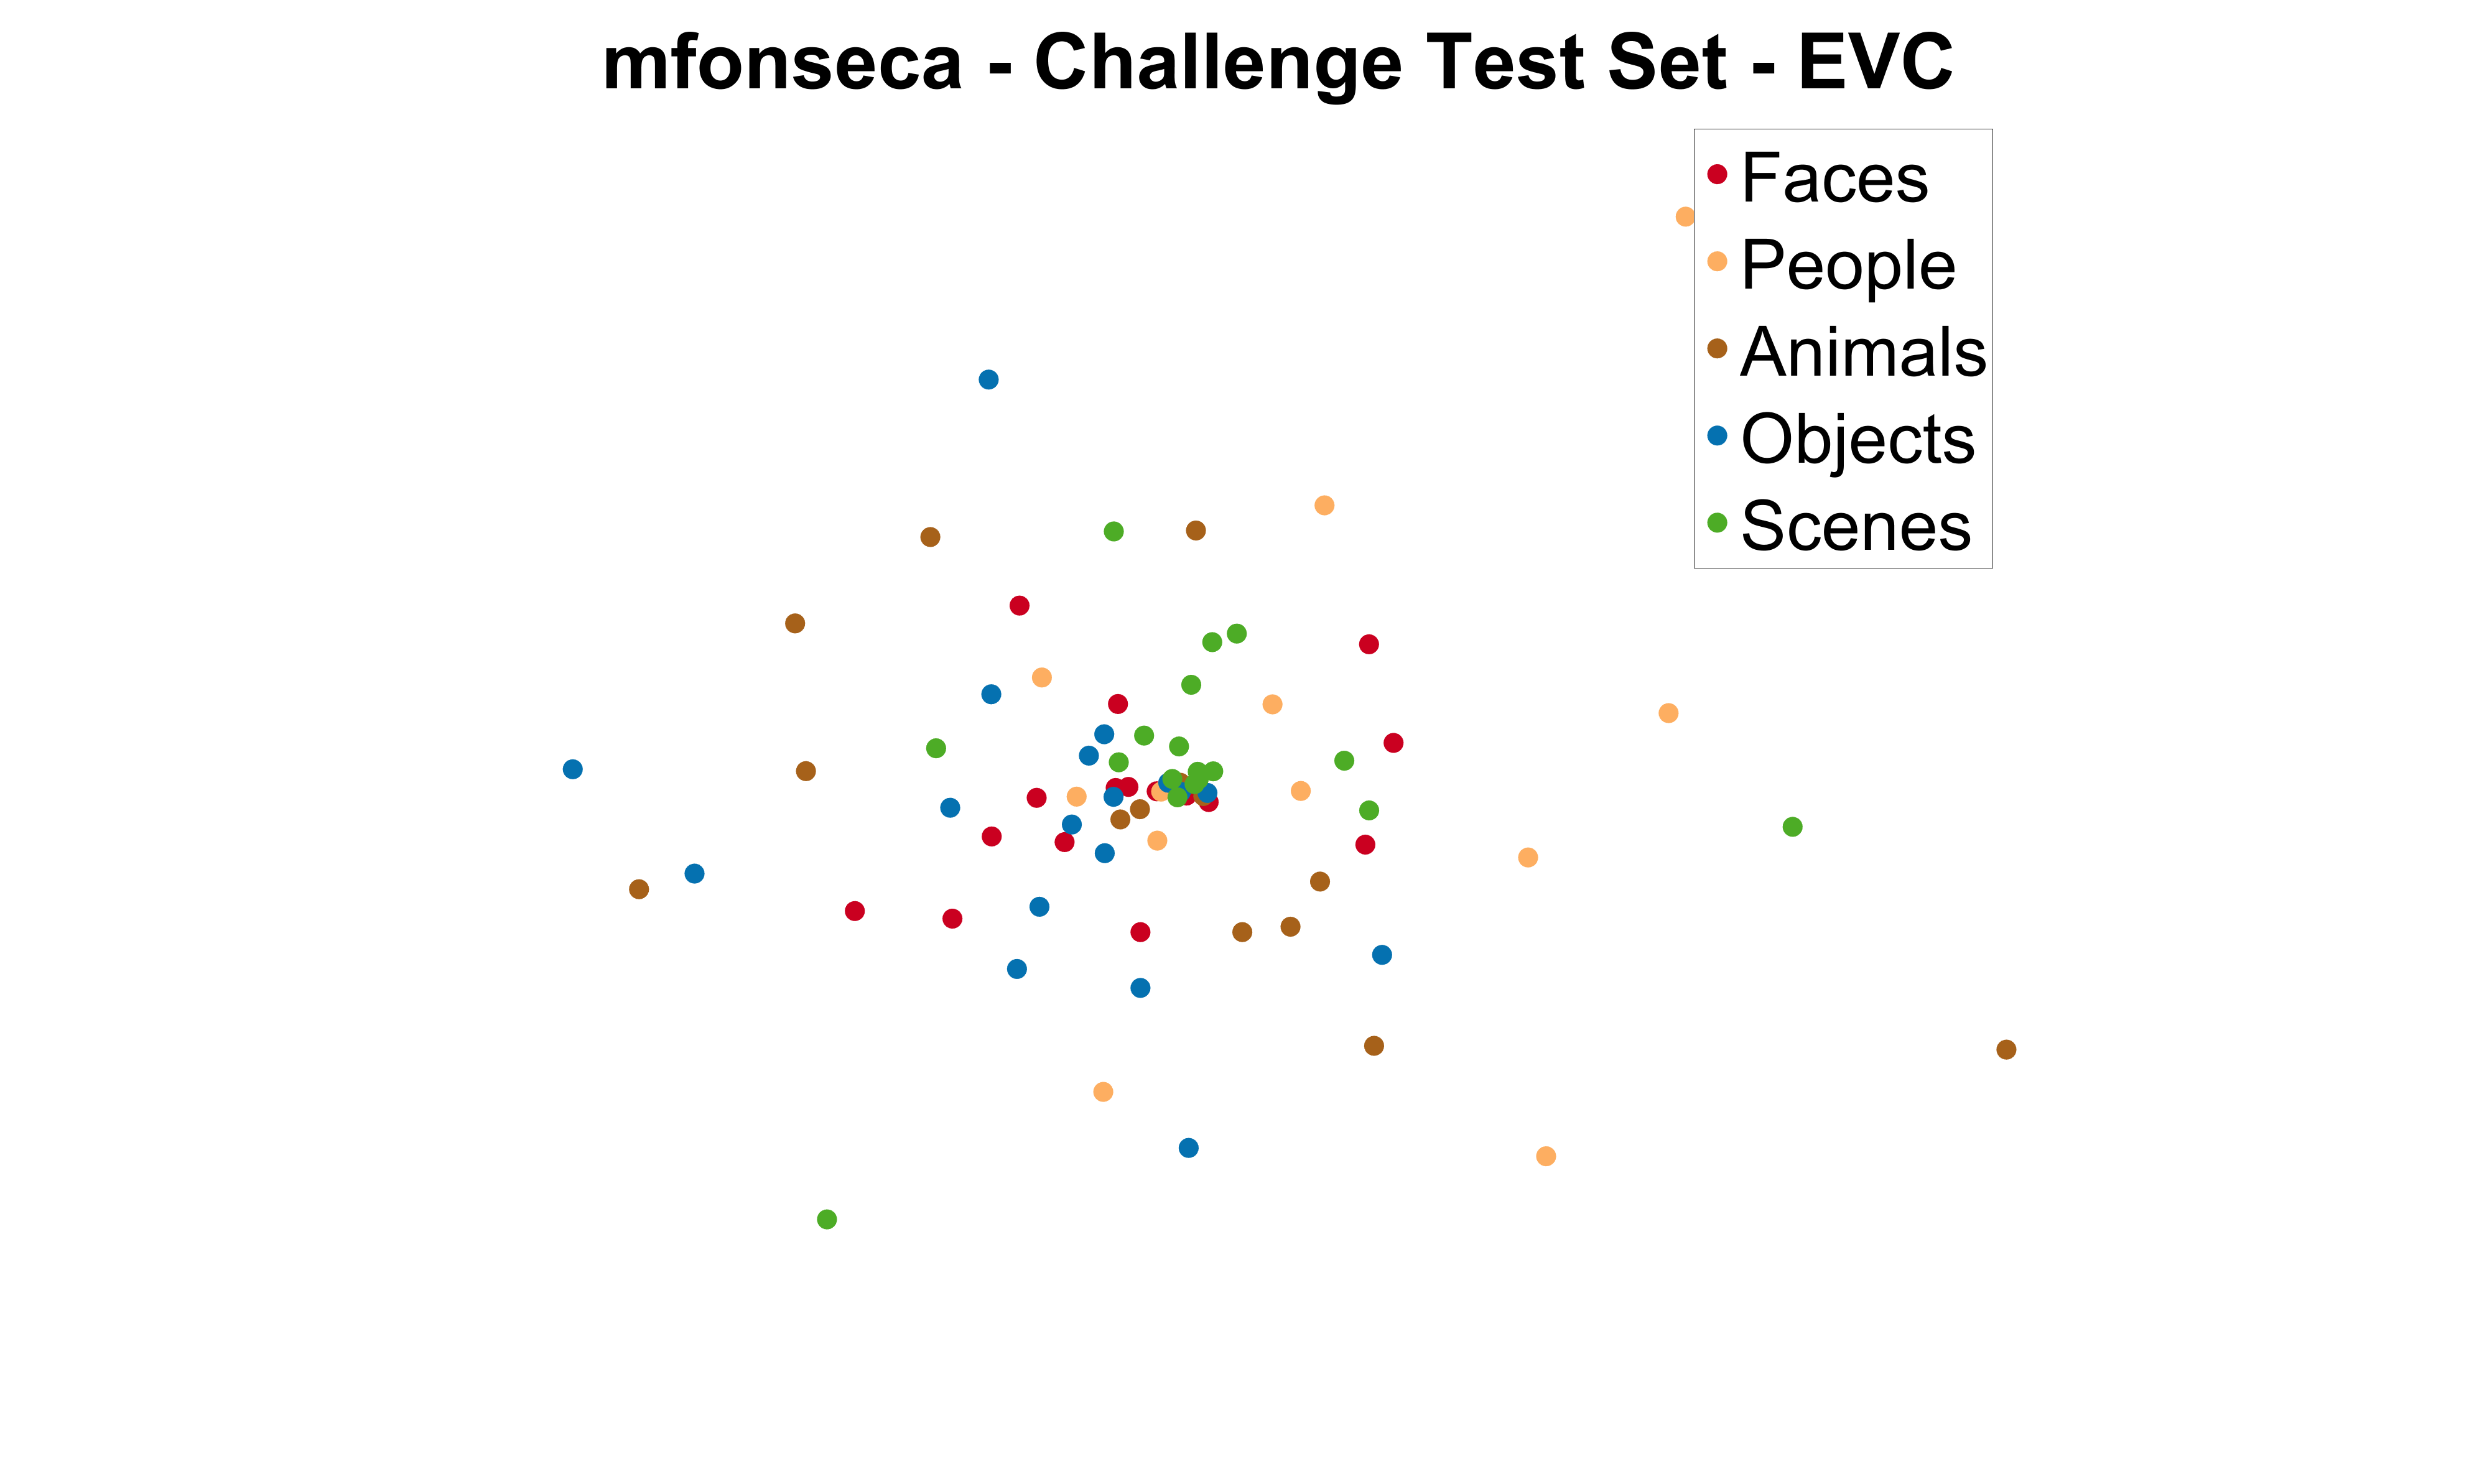 mfonseca - Challenge Test Set - EVC
Faces
People
Animals
Objects
Scenes